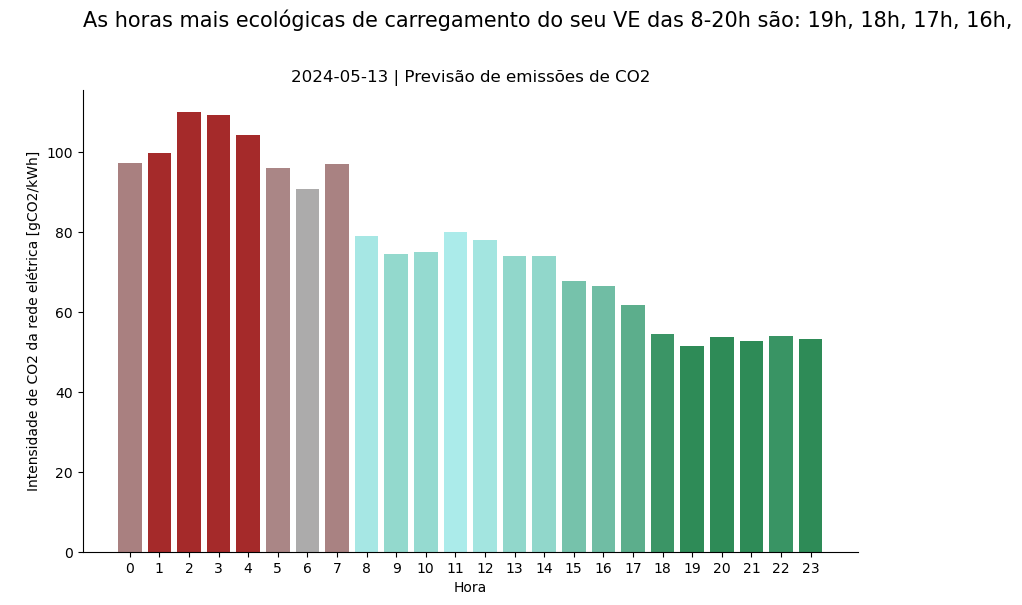 As horas mais ecológicas de carregamento do seu VE das 8-20h são: 19h, 18h, 17h, 16h,
2024-05-13 | Previsão de emissões de CO2
Intensidade de CO2 da rede elétrica [gCO2/kWh]
100
80
60
40
20
0
0 1 2 3 4 5 6 7 8 9 10 11 12 13 14 15 16 17 18 19 20 21 22 23
Hora